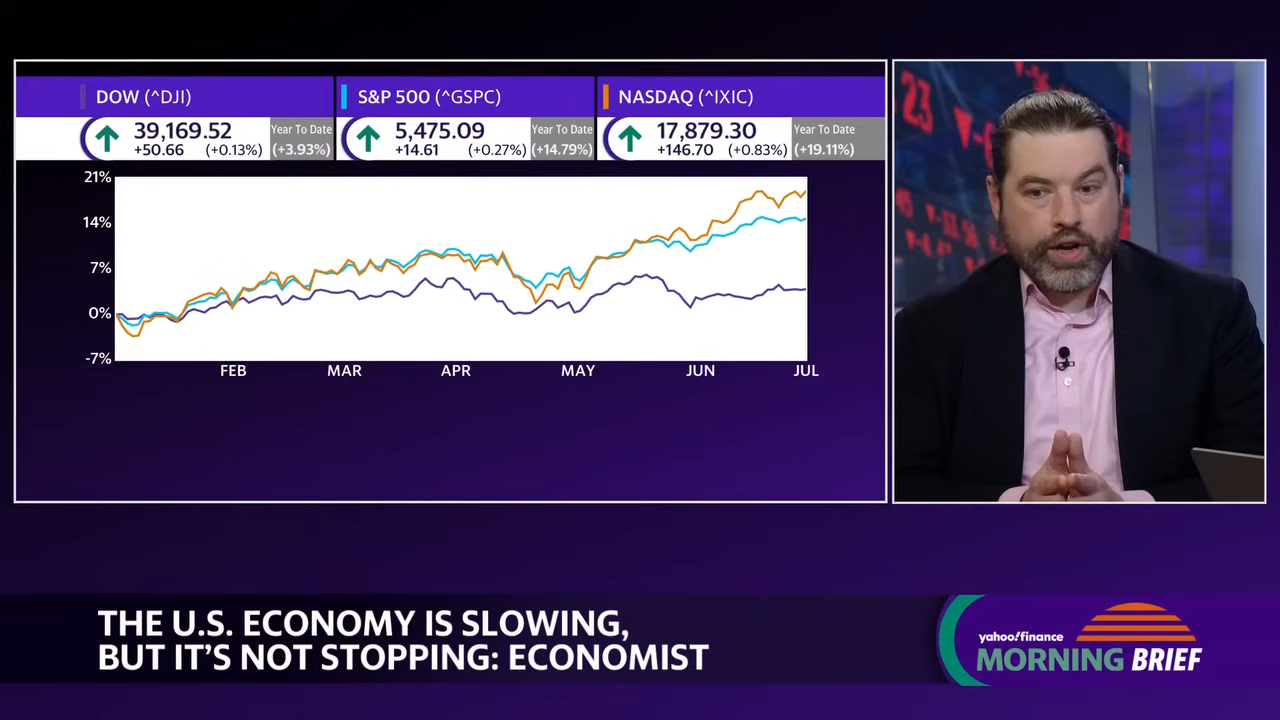 DOW (^DJI)
39,169.52
+50.66 (+0.13%)
Year To Date
(+3.93%)
S&P 500 (^GSPC)
5,475.09
+14.61 (+0.27%)
Year To Date
(+14.79%)
NASDAQ (^IXIC)
17,879.30
+146.70 (+0.83%)
Year To Date
(+19.11%)
21%
14%
7%
0%
-7%
FEB MAR APR MAY JUN JUL
23
THE U.S. ECONOMY IS SLOWING,
BUT IT'S NOT STOPPING: ECONOMIST
yahoo!finance
MORNING BRIEF